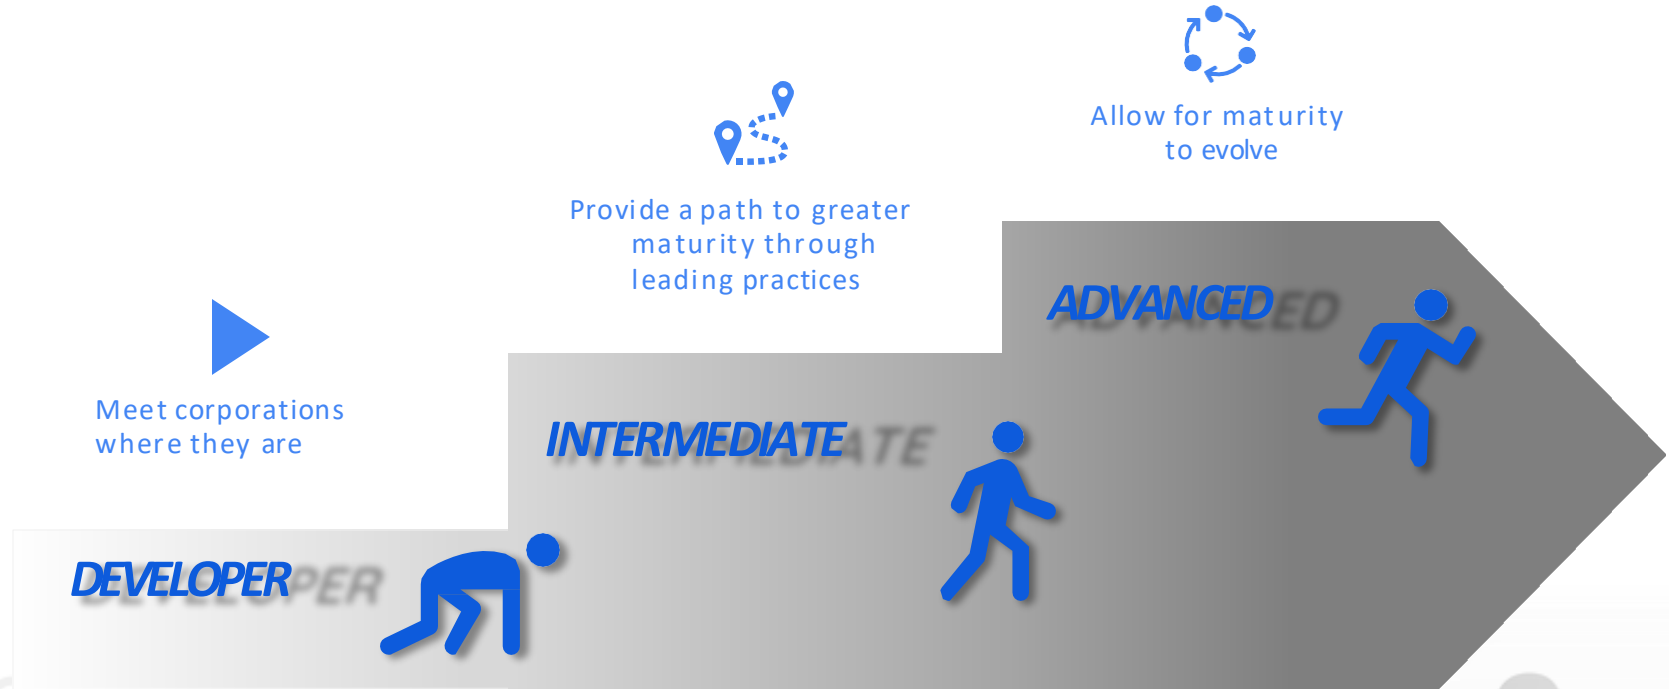 Allow for maturity
to evolve
Provide a path to greater
maturity through
leading practices
Meet corporations
where they are
ADVANCED
INTERMEDIATE
DEVELOPER